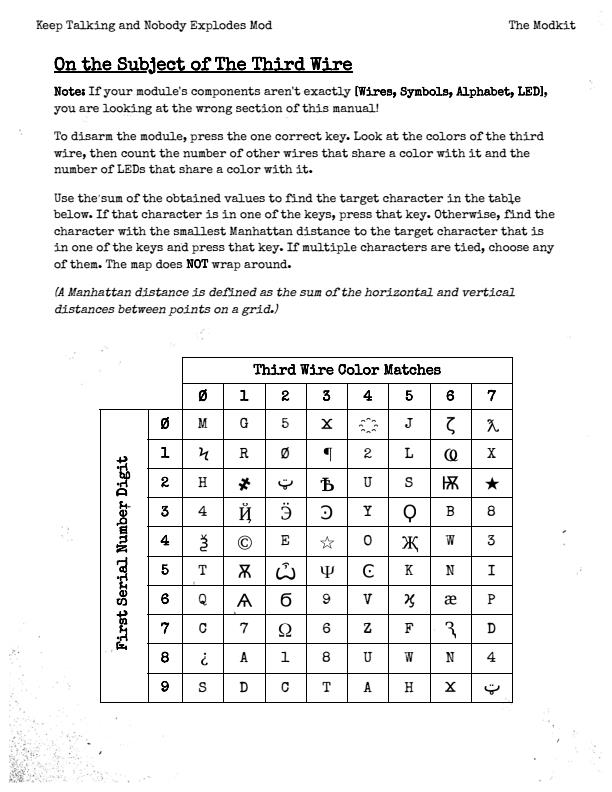 Keep Talking and Nobody Explodes Mod The Modkit
On the Subject of The Third Wire
Note: If your module's components aren't exactly [Wires, Symbols, Alphabet, LED],
you are looking at the wrong section of this manual!
To disarm the module, press the one correct key. Look at the colors of the third
wire, then count the number of other wires that share a color with it and the
number of LEDs that share a color with it.
Use the sum of the obtained values to find the target character in the table
below. If that character is in one of the keys, press that key. Otherwise, find the
character with the smallest Manhattan distance to the target character that is
in one of the keys and press that key. If multiple characters are tied, choose any
of them. The map does NOT wrap around.
(A Manhattan distance is defined as the sum of the horizontal and vertical
distances between points on a grid.)
Third Wire Color Matches
Ø 1 2 3 4 5 6 7
First Serial Number Digit
Ø M G 5 Ӿ ҈ J ζ ƛ
1 Ϟ R Ø ¶ 2 L Ҩ X
2 H ҂ ټ Ѣ U S Ѭ ★
3 4 Ҋ Ӭ Ͽ Y Ϙ B 8
4 Ѯ © E ☆ O Җ W 3
5 T Ѫ Ѽ Ψ Ͼ K N I
6 Q Ѧ б 9 V ϗ æ P
7 C 7 Ω 6 Z F Ԇ D
8 ¿ A 1 8 U W N 4
9 S D C T A H Ӿ ټ